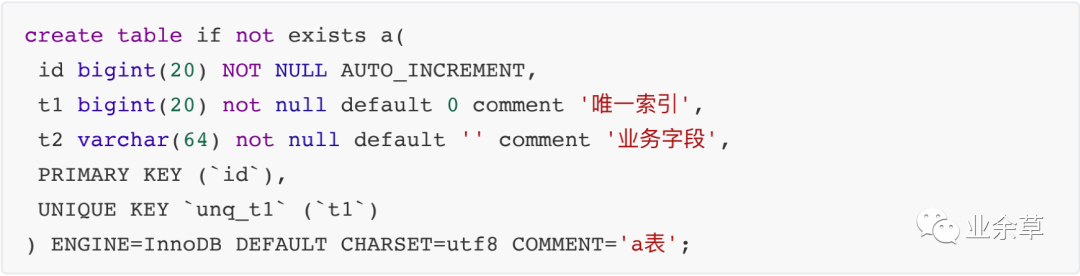 create table if not exists a(
 id bigint(20) NOT NULL AUTO_INCREMENT,
 t1 bigint(20) not null default 0 comment '唯一索引',
 t2 varchar(64) not null default '' comment '业务字段',
 PRIMARY KEY (`id`),
 UNIQUE KEY `unq_t1` (`t1`)
) ENGINE=InnoDB DEFAULT CHARSET=utf8 COMMENT='a表';
业余草